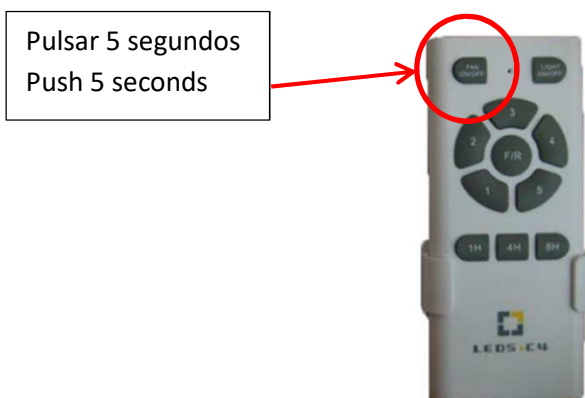 Pulsar 5 segundos
Push 5 seconds
FAN
ON/OFF
LIGHT
ON/OFF
3
2
4
F/R
1
5
1H
4H
8H
LEDS·C4